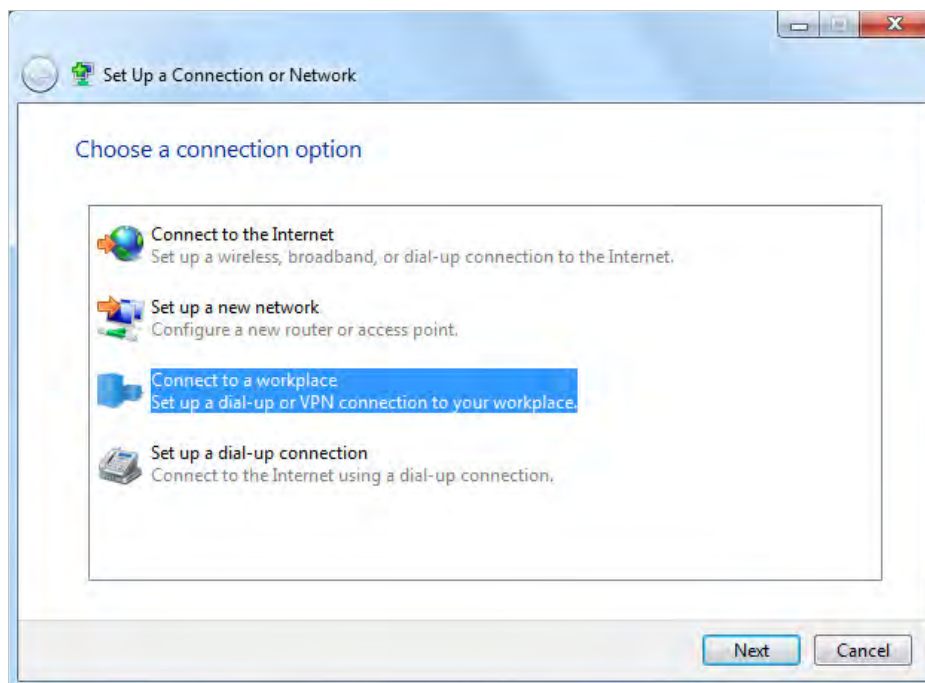 Set Up a Connection or Network
Choose a connection option
Connect to the Internet
Set up a wireless, broadband, or dial-up connection to the Internet.
Set up a new network
Configure a new router or access point.
Connect to a workplace
Set up a dial-up or VPN connection to your workplace.
Set up a dial-up connection
Connect to the Internet using a dial-up connection.
Next
Cancel